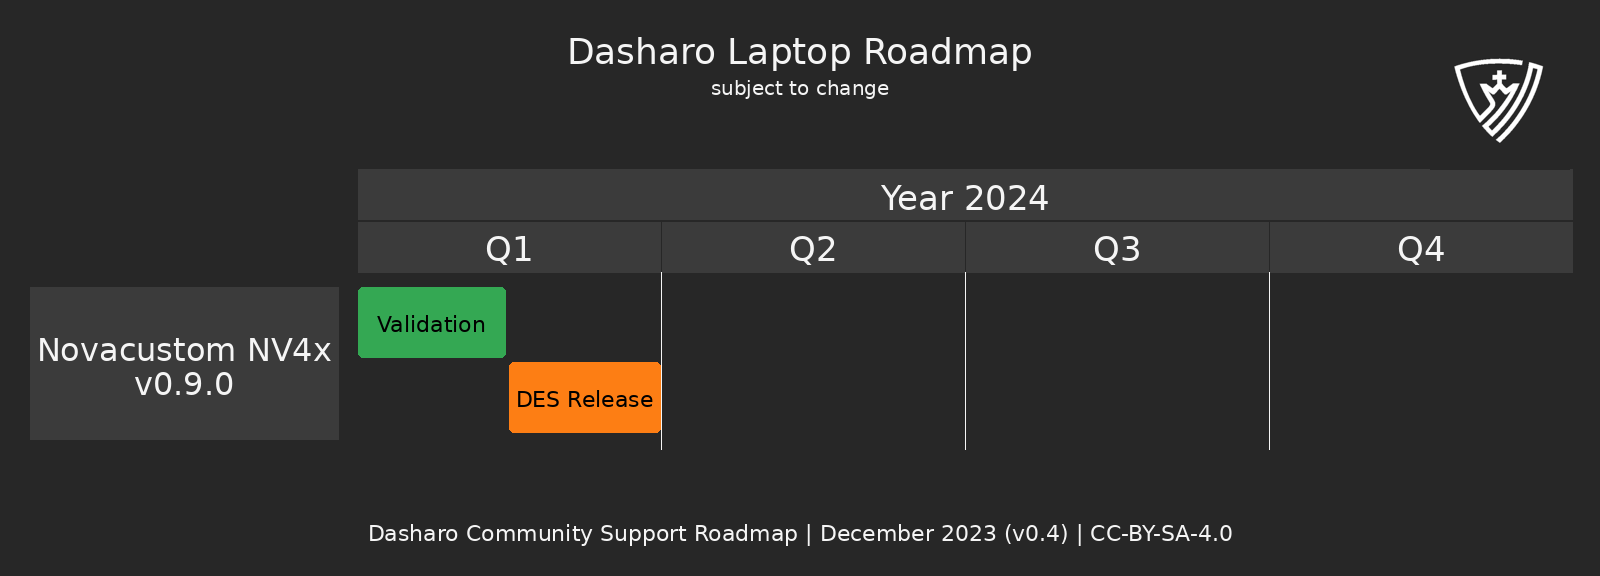 Dasharo Laptop Roadmap
subject to change
Year 2024
Q1 Q2 Q3 Q4
Novacustom NV4x
v0.9.0
Validation
DES Release
Dasharo Community Support Roadmap | December 2023 (v0.4) | CC-BY-SA-4.0